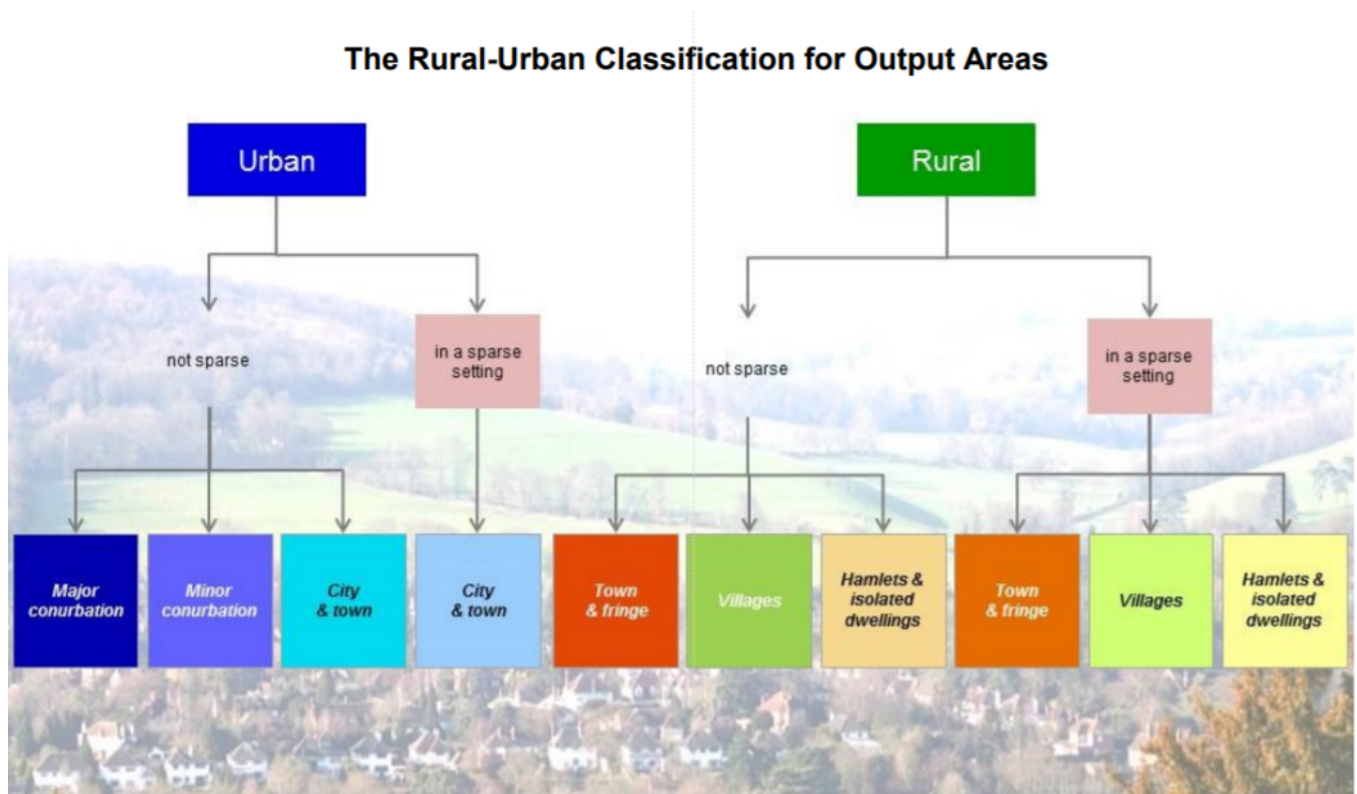 The Rural-Urban Classification for Output Areas
Urban
Rural
not sparse
in a sparse
setting
not sparse
in a sparse
setting
Major
conurbation
Minor
conurbation
City
& town
City
& town
Town
& fringe
Villages
Hamlets &
isolated
dwellings
Town
& fringe
Villages
Hamlets &
isolated
dwellings